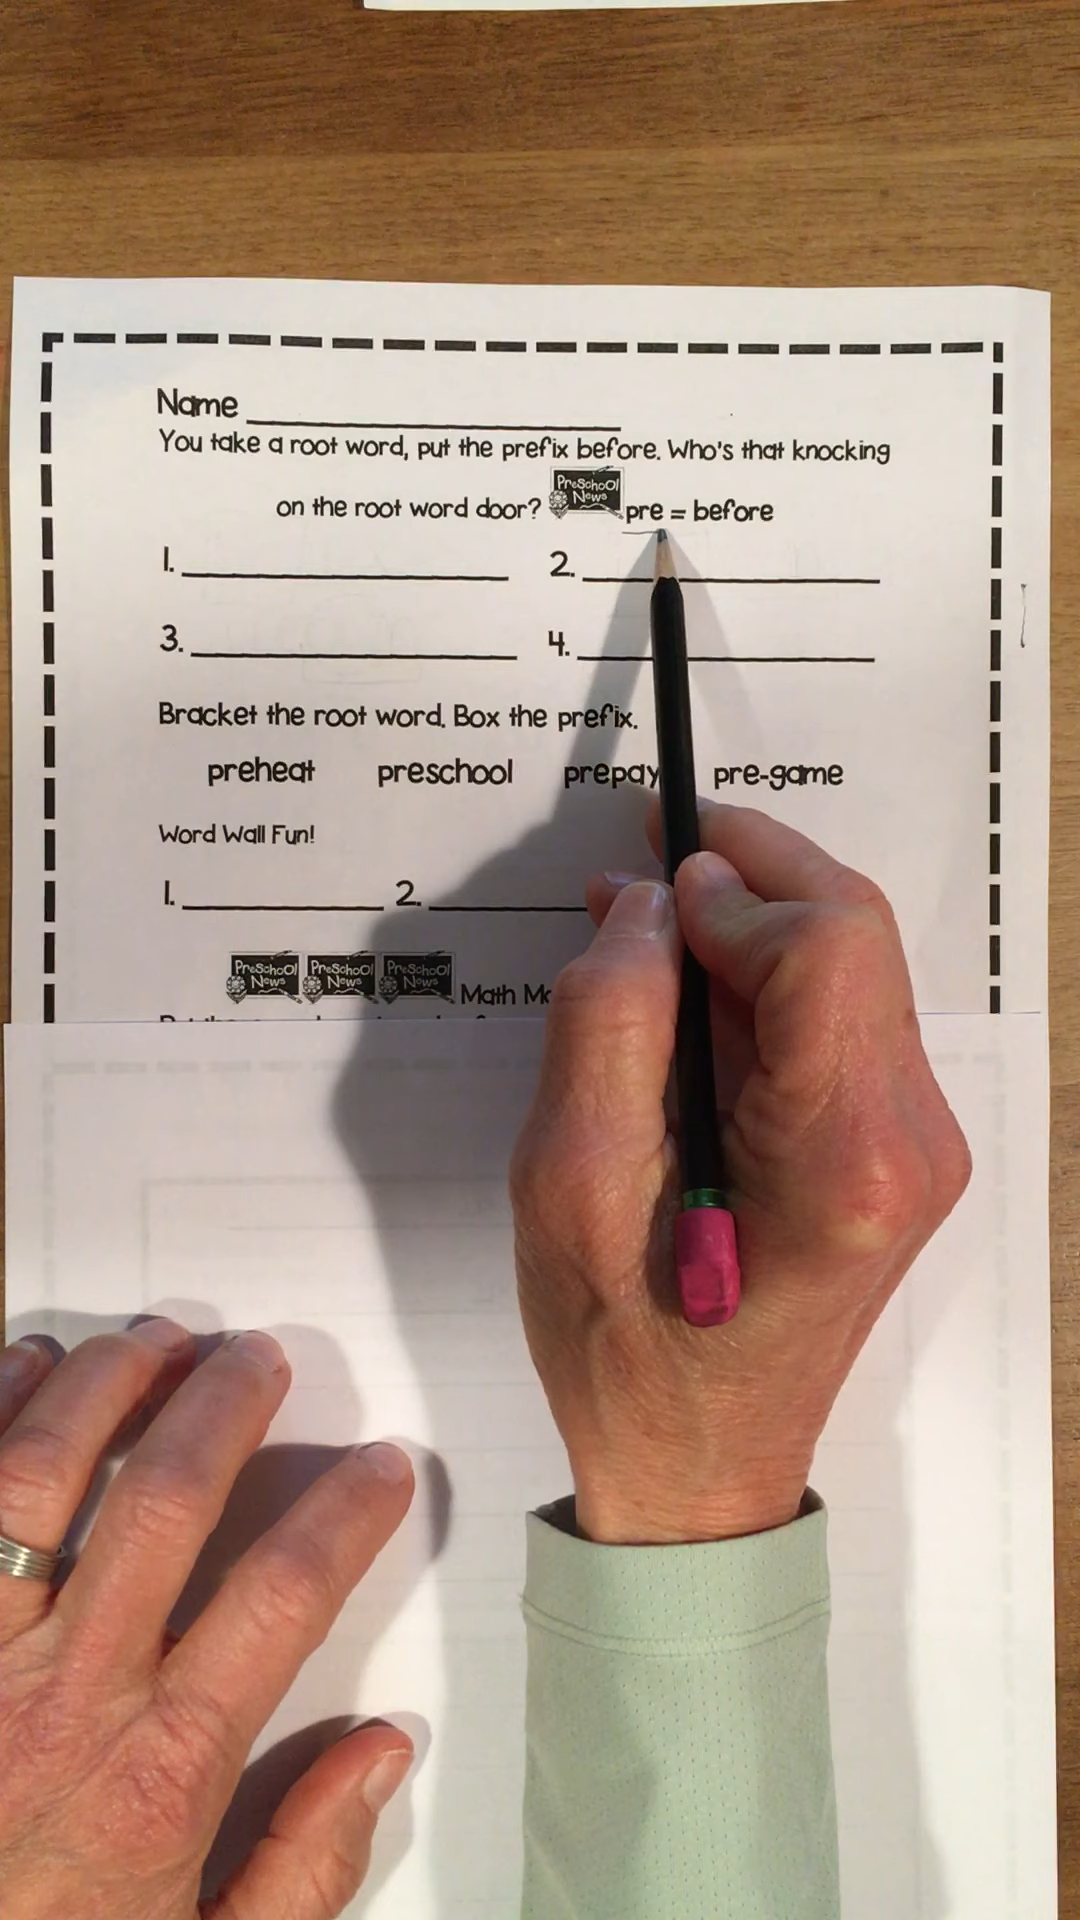 Name
You take a root word, put the prefix before. Who's that knocking
on the root word door? PreSchoOl News pre = before
1. 2.
3. 4.
Bracket the root word. Box the prefix.
preheat preschool prepay pre-game
Word Wall Fun!
1. 2.
PreSchoOl News PreSchoOl News PreSchoOl News Math